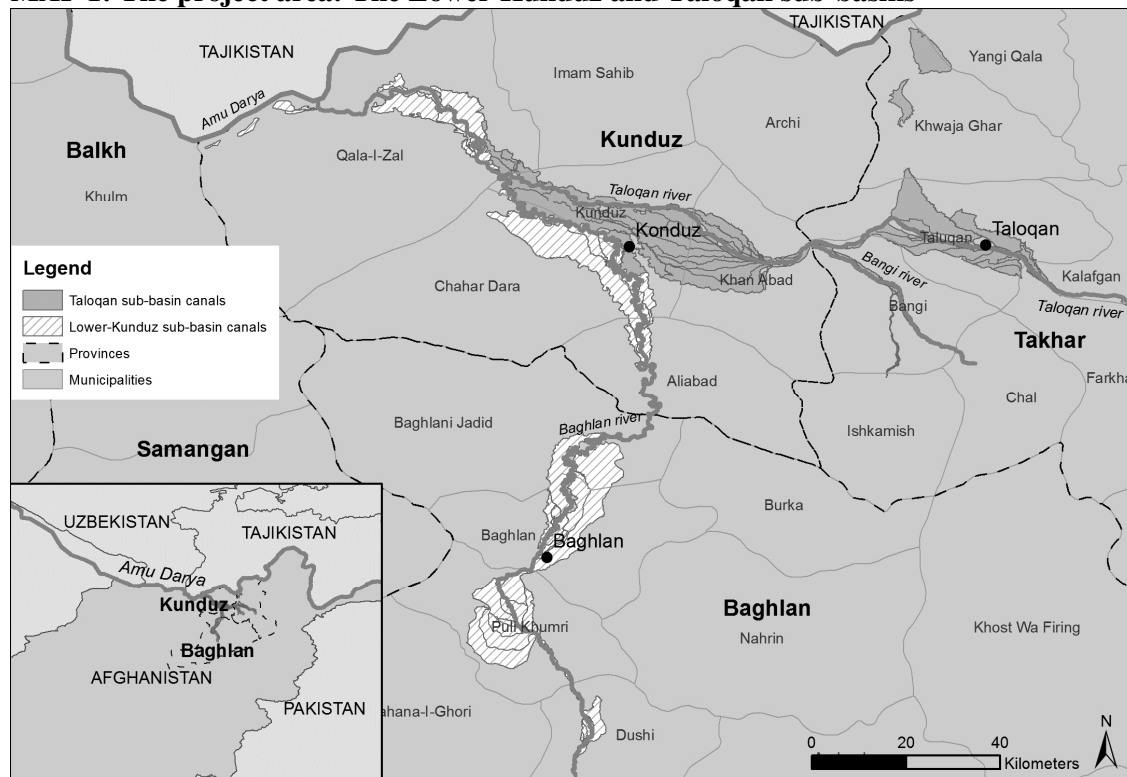 MAP 1: The project area: The Lower Kunduz and Taloqan sub-basins
TAJIKISTAN
TAJIKISTAN
Yangi Qala
Imam Sahib
Amu Darya
Archi
Khwaja Ghar
Kunduz
Balkh
Qala-I-Zal
Khulm
Taloqan river
Kunduz
Konduz
Taluqan
Taloqan
Khan Abad
Bangi river
Kalafgan
Bangi
Taloqan river
Chahar Dara
Takhar
Legend
Taloqan sub-basin canals
Lower-Kunduz sub-basin canals
Provinces
Municipalities
Aliabad
Farkha
Chal
Baghlani Jadid
Baghlan river
Ishkamish
Samangan
Burka
Baghlan
Baghlan
Baghlan
Nahrin
Puli Khumri
Khost Wa Firing
ahana-I-Ghori
Dushi
UZBEKISTAN
TAJIKISTAN
Amu Darya
Kunduz
Baghlan
AFGHANISTAN
PAKISTAN
N
0 20 40
Kilometers